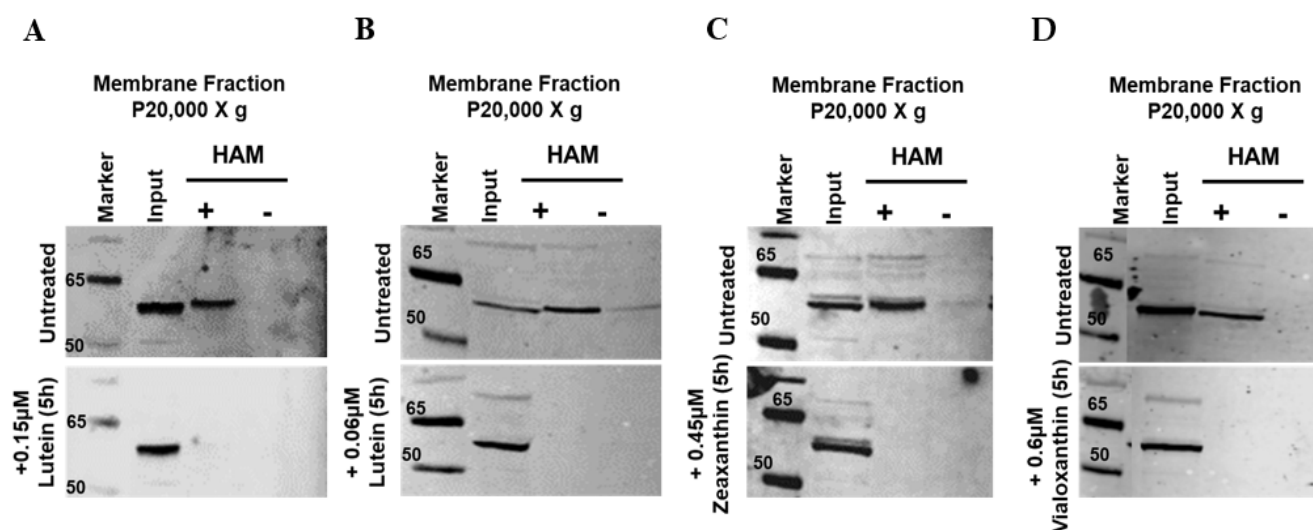 A
Membrane Fraction
P20,000 X g
HAM
Marker
Input
+
-
Untreated
65
50
+0.15µM
Lutein (5h)
65
50
B
Membrane Fraction
P20,000 X g
HAM
Marker
Input
+
-
Untreated
65
50
+ 0.06µM
Lutein (5h)
65
50
C
Membrane Fraction
P20,000 X g
HAM
Marker
Input
+
-
Untreated
65
50
+ 0.45µM
Zeaxanthin (5h)
65
50
D
Membrane Fraction
P20,000 X g
HAM
Marker
Input
+
-
Untreated
65
50
+ 0.6µM
Vialoxanthin (5h)
65
50